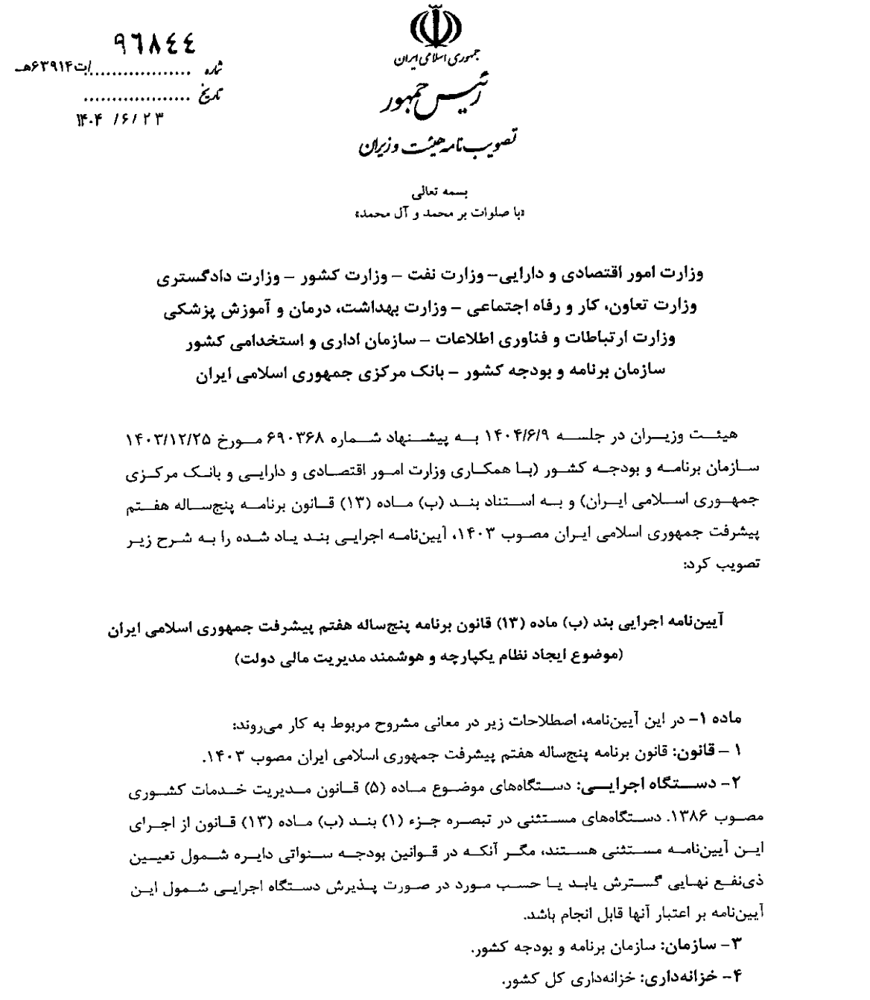 جمهوری اسلامی ایران
رئیس جمهور
تصویب نامه هیئت وزیران
۹۶۸۴۴
شماره ..................../ت۶۳۹۱۴هـ
تاریخ ....................
۱۴۰۴ /۶/ ۲۳
بسمه تعالی
«با صلوات بر محمد و آل محمد»
وزارت امور اقتصادی و دارایی– وزارت نفت – وزارت کشور – وزارت دادگستری
وزارت تعاون، کار و رفاه اجتماعی – وزارت بهداشت، درمان و آموزش پزشکی
وزارت ارتباطات و فناوری اطلاعات – سازمان اداری و استخدامی کشور
سازمان برنامه و بودجه کشور – بانک مرکزی جمهوری اسلامی ایران
هیئت وزیران در جلسه ۱۴۰۴/۶/۹ به پیشنهاد شماره ۶۹۰۳۶۸ مورخ ۱۴۰۳/۱۲/۲۵
سازمان برنامه و بودجه کشور (با همکاری وزارت امور اقتصادی و دارایی و بانک مرکزی
جمهوری اسلامی ایران) و به استناد بند (ب) ماده (۱۳) قانون برنامه پنج‌ساله هفتم
پیشرفت جمهوری اسلامی ایران مصوب ۱۴۰۳، آیین‌نامه اجرایی بند یاد شده را به شرح زیر
تصویب کرد:
آیین‌نامه اجرایی بند (ب) ماده (۱۳) قانون برنامه پنج‌ساله هفتم پیشرفت جمهوری اسلامی ایران
(موضوع ایجاد نظام یکپارچه و هوشمند مدیریت مالی دولت)
ماده ۱– در این آیین‌نامه، اصطلاحات زیر در معانی مشروح مربوط به کار می‌روند:
۱ – قانون: قانون برنامه پنج‌ساله هفتم پیشرفت جمهوری اسلامی ایران مصوب ۱۴۰۳.
۲– دستگاه اجرایی: دستگاه‌های موضوع ماده (۵) قانون مدیریت خدمات کشوری
مصوب ۱۳۸۶. دستگاه‌های مستثنی در تبصره جزء (۱) بند (ب) ماده (۱۳) قانون از اجرای
این آیین‌نامه مستثنی هستند، مگر آنکه در قوانین بودجه سنواتی دایره شمول تعیین
ذی‌نفع نهایی گسترش یابد یا حسب مورد در صورت پذیرش دستگاه اجرایی شمول این
آیین‌نامه بر اعتبار آنها قابل انجام باشد.
۳– سازمان: سازمان برنامه و بودجه کشور.
۴– خزانه‌داری: خزانه‌داری کل کشور.